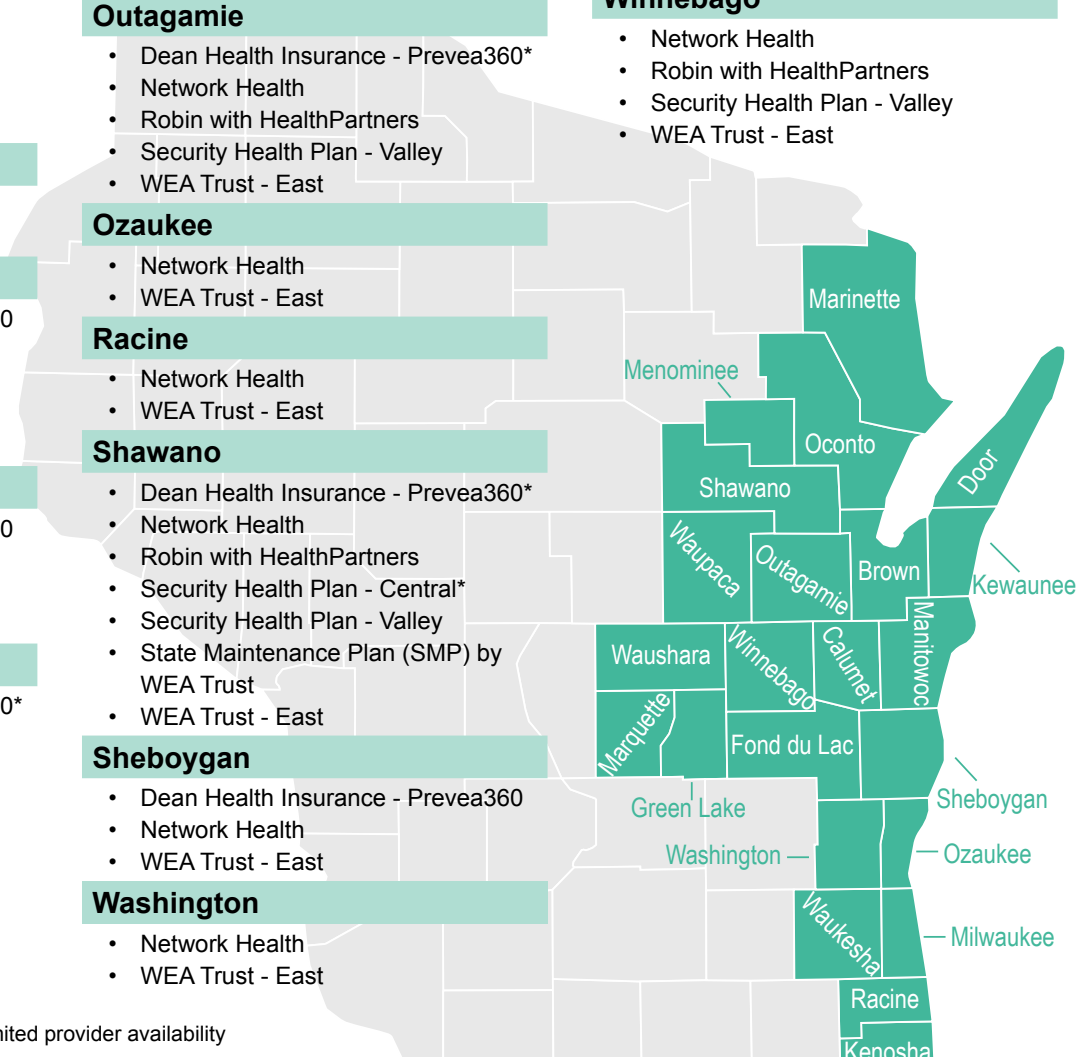 Outagamie
• Dean Health Insurance - Prevea360*
• Network Health
• Robin with HealthPartners
• Security Health Plan - Valley
• WEA Trust - East
Ozaukee
• Network Health
• WEA Trust - East
Racine
• Network Health
• WEA Trust - East
Shawano
• Dean Health Insurance - Prevea360*
• Network Health
• Robin with HealthPartners
• Security Health Plan - Central*
• Security Health Plan - Valley
• State Maintenance Plan (SMP) by
WEA Trust
• WEA Trust - East
Sheboygan
• Dean Health Insurance - Prevea360
• Network Health
• WEA Trust - East
Washington
• Network Health
• WEA Trust - East
Winnebago
• Network Health
• Robin with HealthPartners
• Security Health Plan - Valley
• WEA Trust - East
0
0
0*
mited provider availability
Marinette
Menominee
Oconto
Door
Shawano
Waupaca
Outagamie
Brown
Kewaunee
Waushara
Winnebago
Calumet
Manitowoc
Marquette
Fond du Lac
Green Lake
Sheboygan
Washington
Ozaukee
Waukesha
Milwaukee
Racine
Kenosha